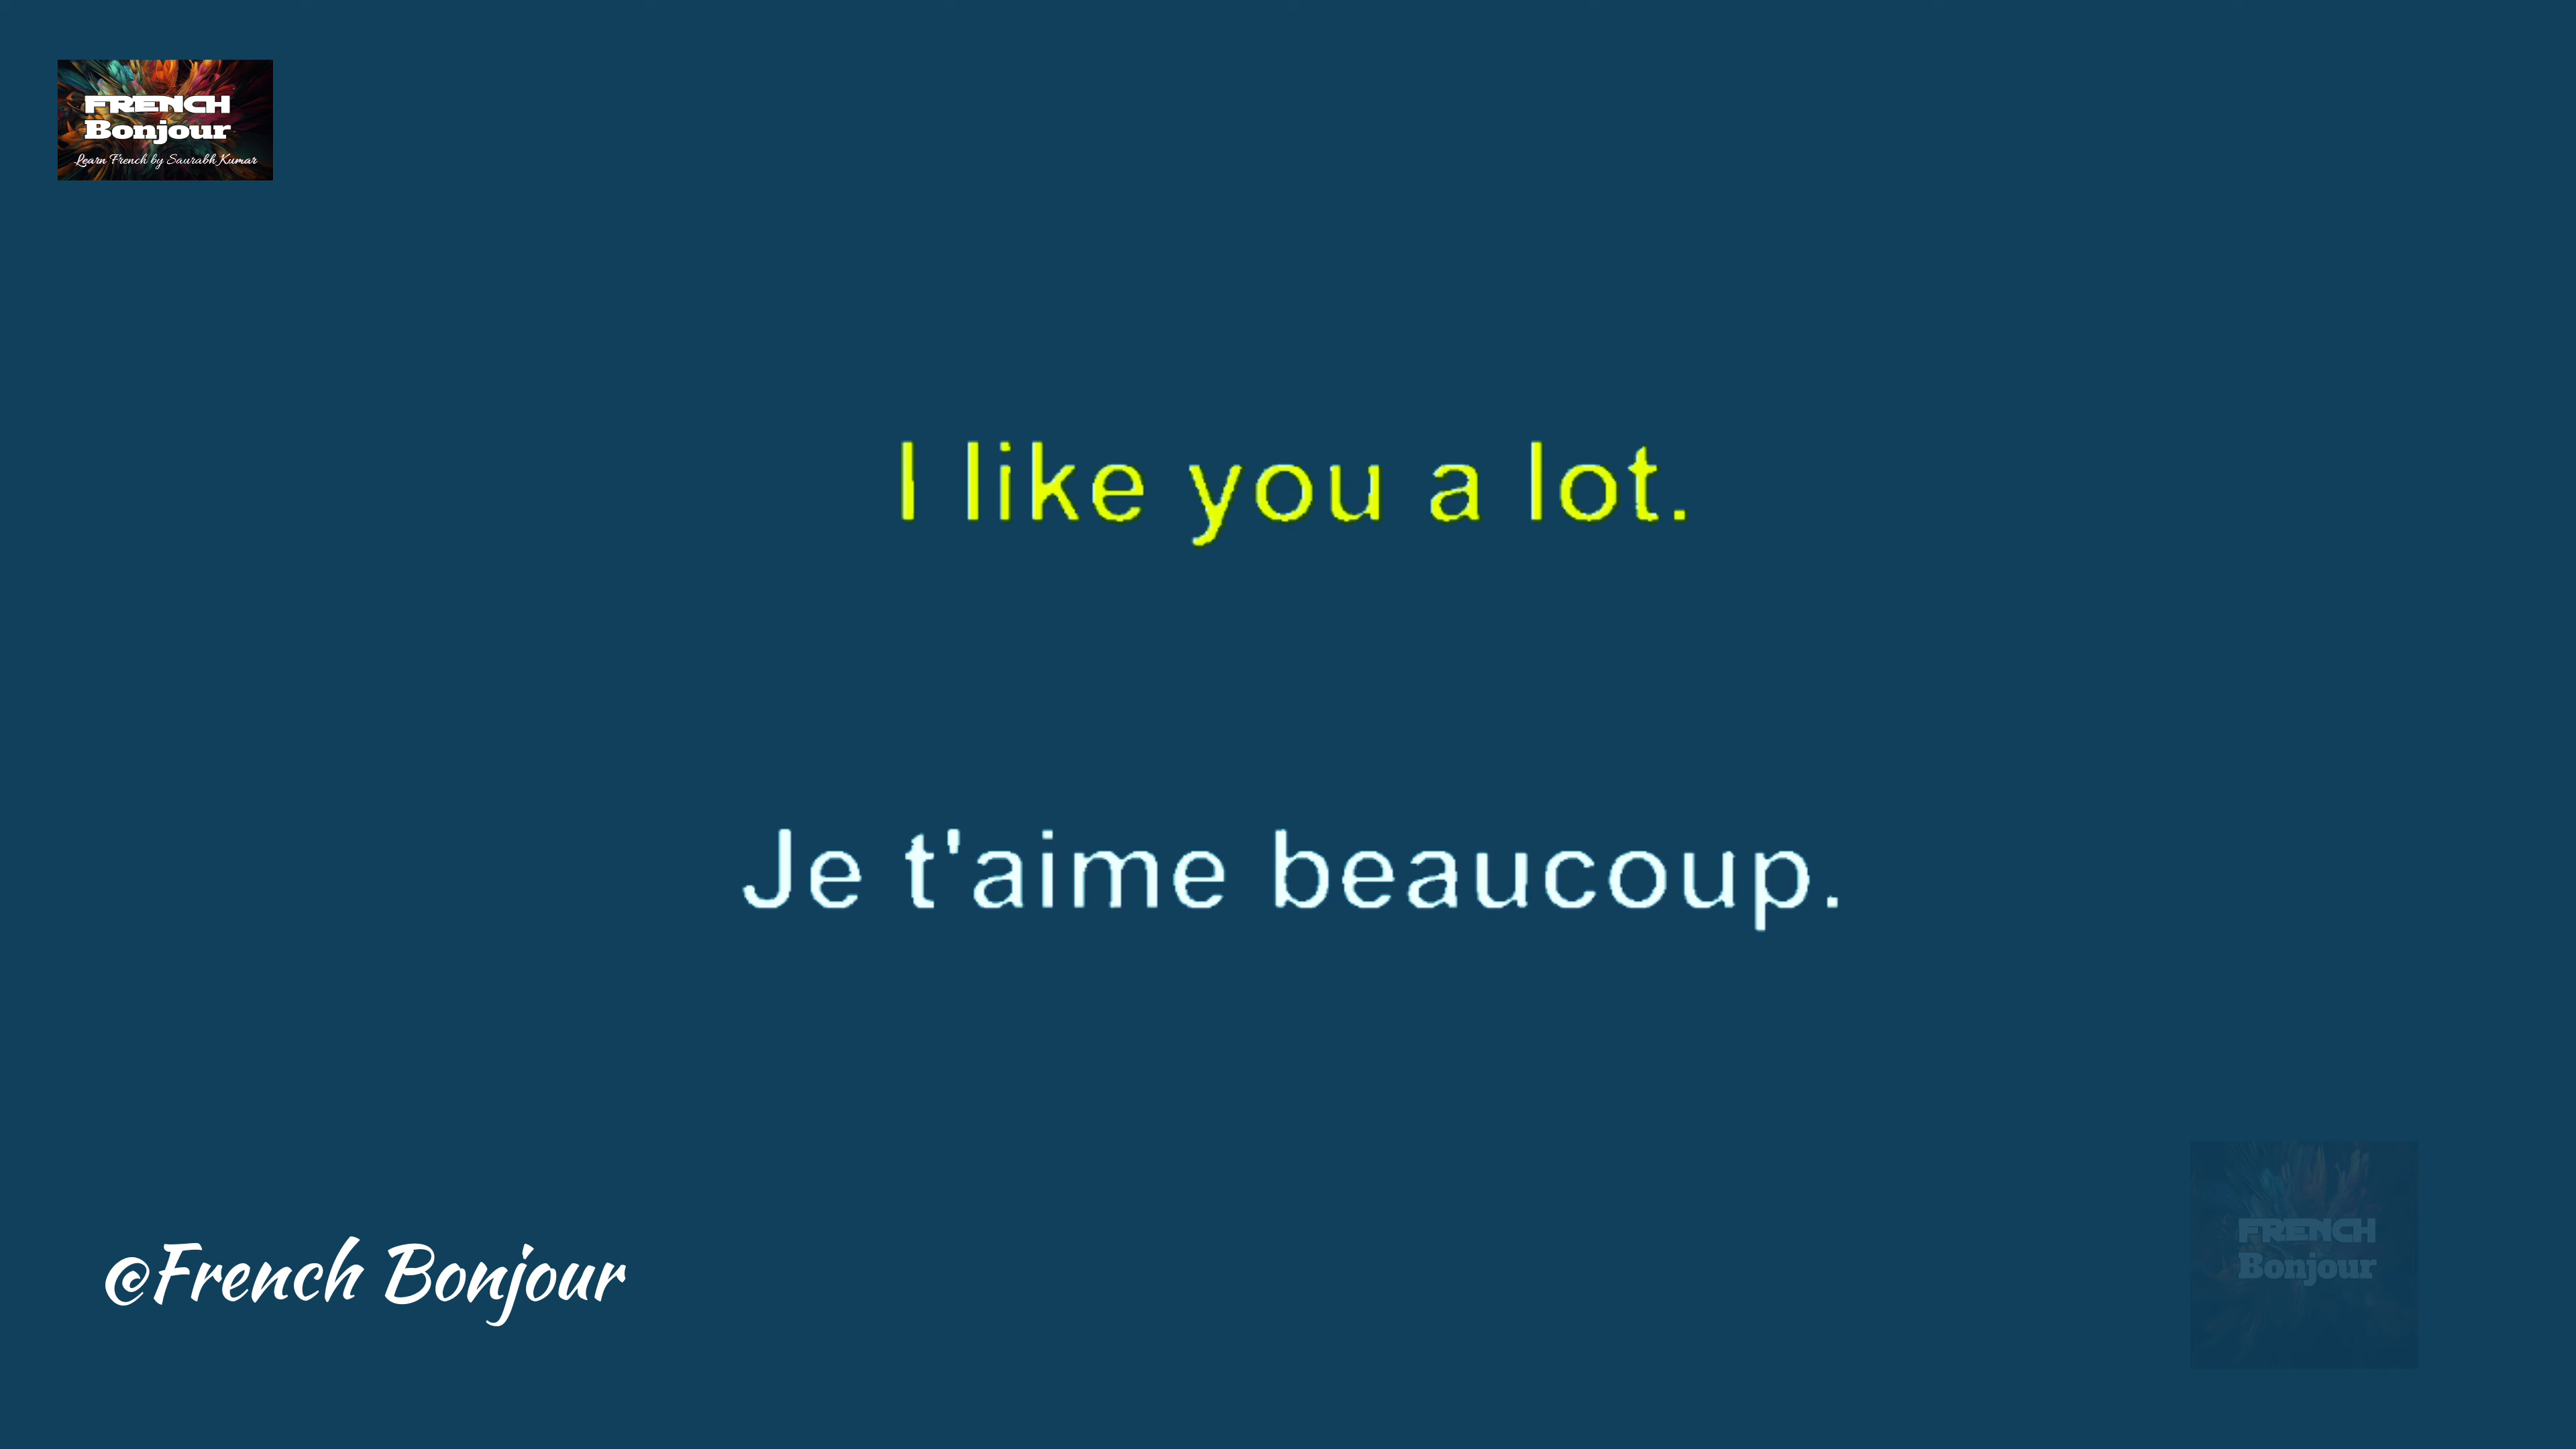 FRENCH
Bonjour
Learn French by Saurabh Kumar
I like you a lot.
Je t'aime beaucoup.
@French Bonjour
FRENCH
Bonjour